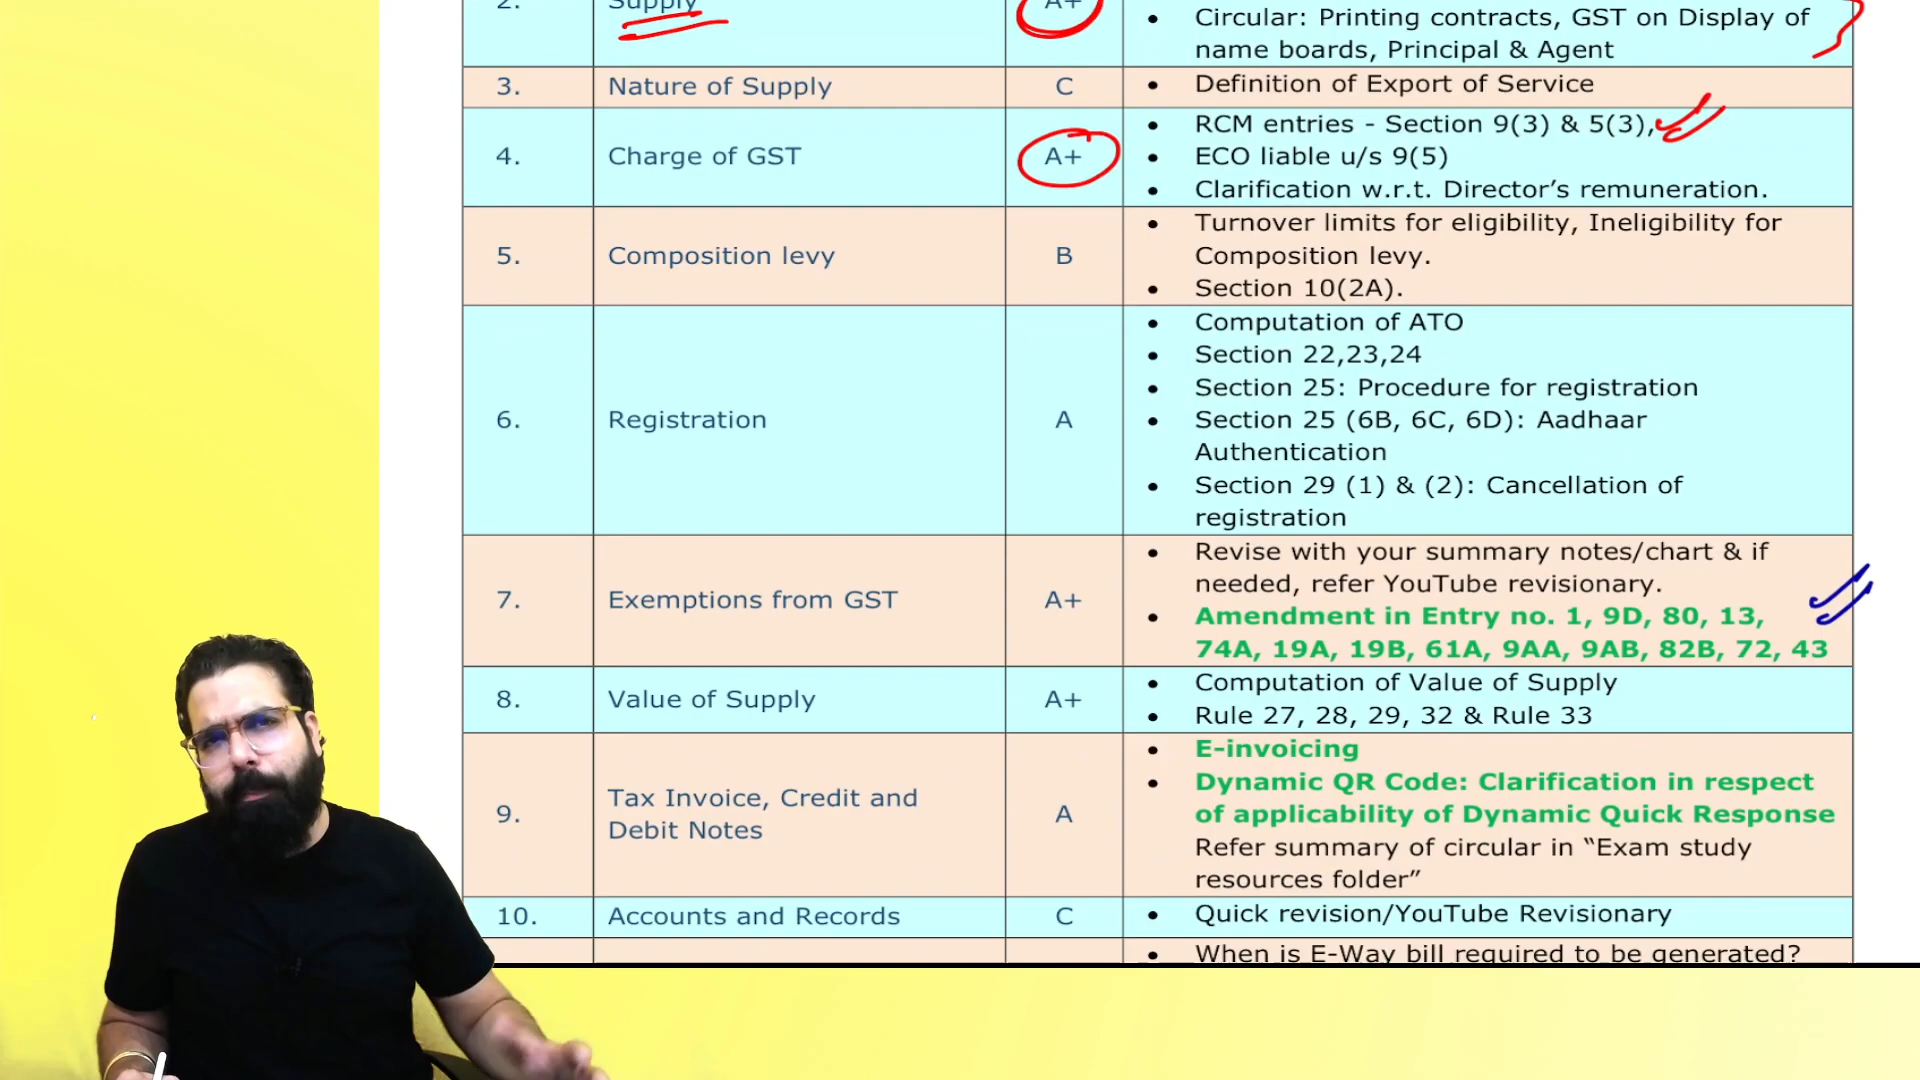 2.
Supply
A+
• Circular: Printing contracts, GST on Display of
name boards, Principal & Agent
3.
Nature of Supply
C
• Definition of Export of Service
4.
Charge of GST
A+
• RCM entries - Section 9(3) & 5(3),
• ECO liable u/s 9(5)
• Clarification w.r.t. Director’s remuneration.
5.
Composition levy
B
• Turnover limits for eligibility, Ineligibility for
Composition levy.
• Section 10(2A).
6.
Registration
A
• Computation of ATO
• Section 22,23,24
• Section 25: Procedure for registration
• Section 25 (6B, 6C, 6D): Aadhaar
Authentication
• Section 29 (1) & (2): Cancellation of
registration
7.
Exemptions from GST
A+
• Revise with your summary notes/chart & if
needed, refer YouTube revisionary.
• Amendment in Entry no. 1, 9D, 80, 13,
74A, 19A, 19B, 61A, 9AA, 9AB, 82B, 72, 43
8.
Value of Supply
A+
• Computation of Value of Supply
• Rule 27, 28, 29, 32 & Rule 33
9.
Tax Invoice, Credit and
Debit Notes
A
• E-invoicing
• Dynamic QR Code: Clarification in respect
of applicability of Dynamic Quick Response
Refer summary of circular in “Exam study
resources folder”
10.
Accounts and Records
C
• Quick revision/YouTube Revisionary
• When is E-Way bill required to be generated?